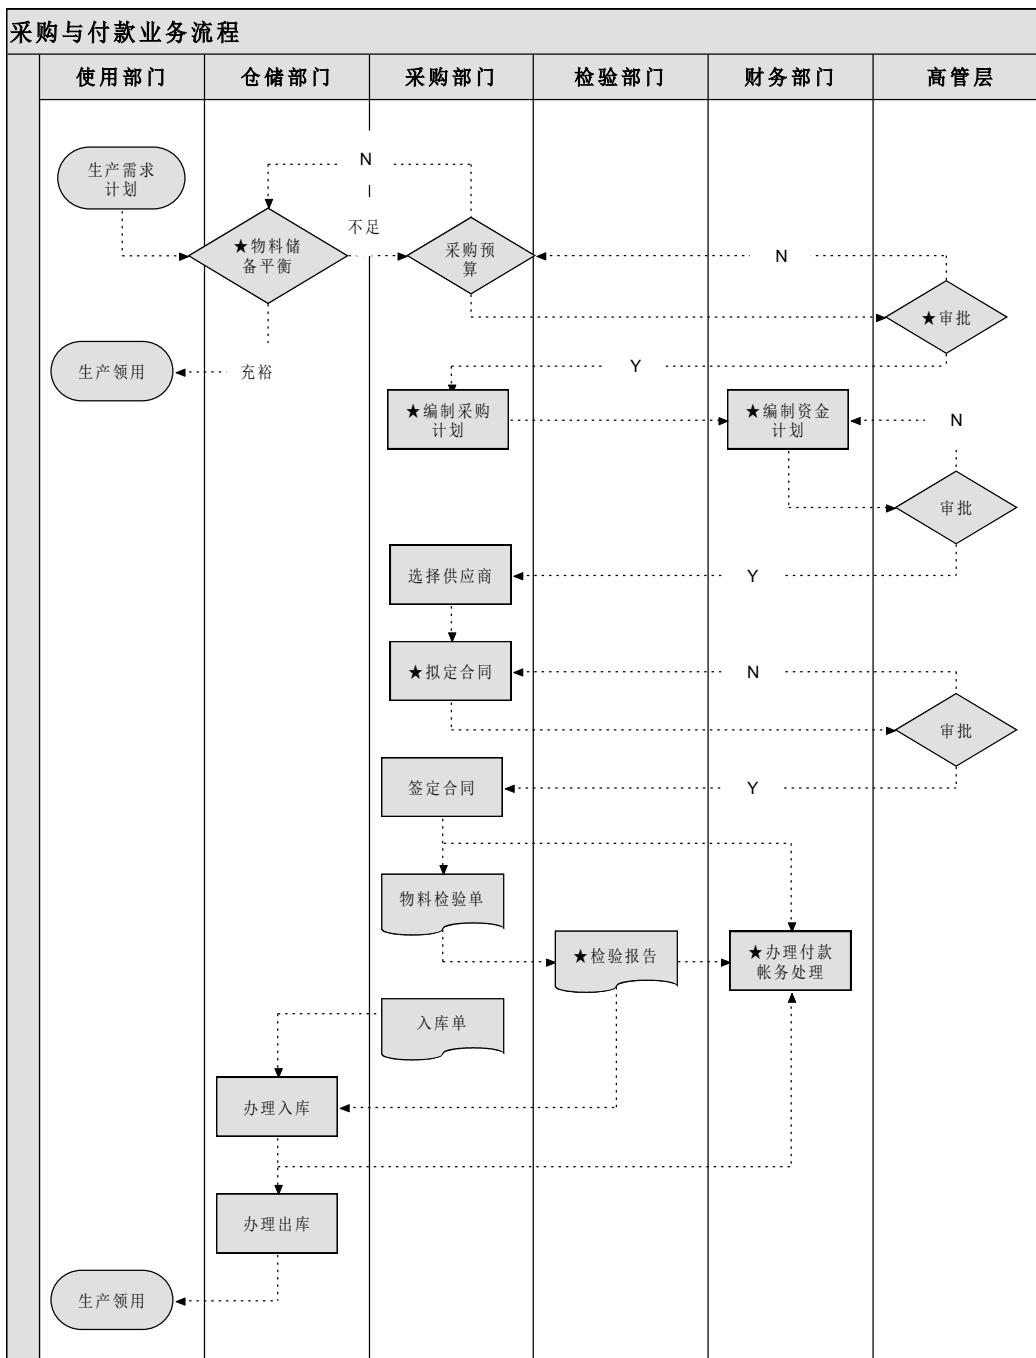 采购与付款业务流程
使用部门
仓储部门
采购部门
检验部门
财务部门
高管层
N
生产需求
计划
不足
★物料储
备平衡
采购预
算
N
★审批
生产领用
充裕
Y
★编制采购
计划
★编制资金
计划
N
审批
选择供应商
Y
★拟定合同
N
审批
签定合同
Y
物料检验单
★检验报告
★办理付款
帐务处理
入库单
办理入库
办理出库
生产领用